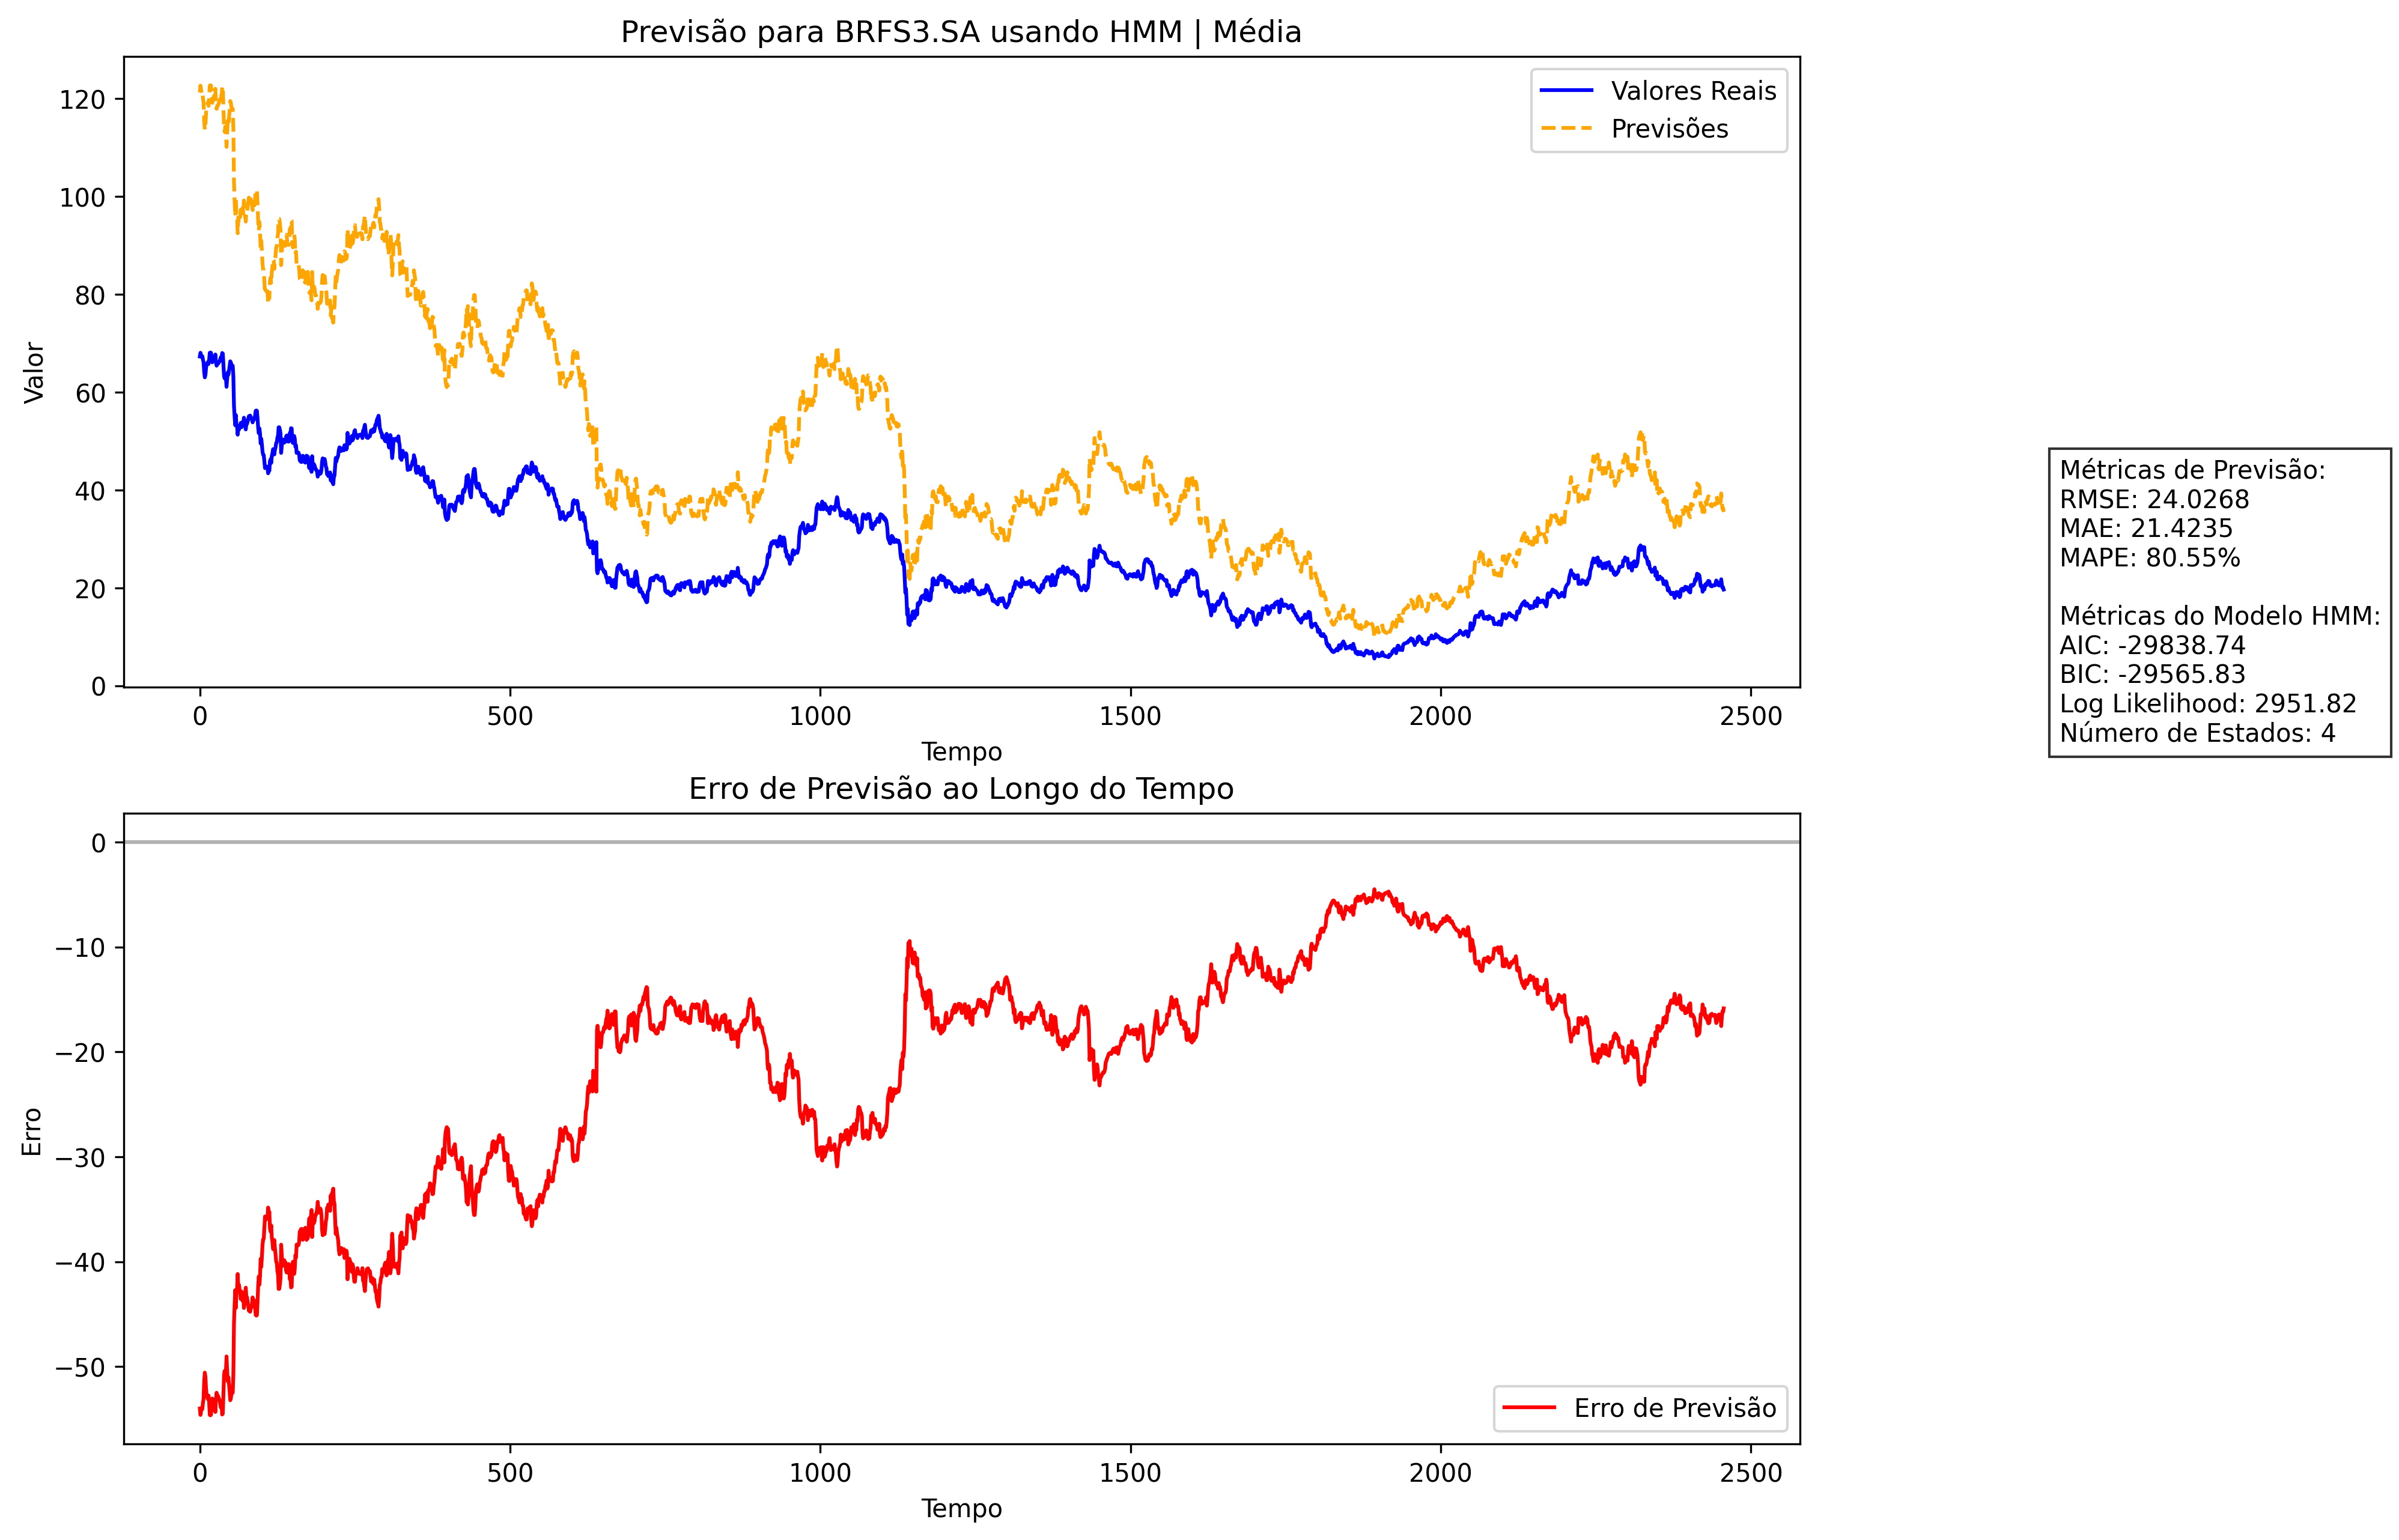 Previsão para BRFS3.SA usando HMM | Média
Valor
120
100
80
60
40
20
0
Valores Reais
Previsões
0
500
1000
1500
2000
2500
Tempo
Métricas de Previsão:
RMSE: 24.0268
MAE: 21.4235
MAPE: 80.55%
Métricas do Modelo HMM:
AIC: -29838.74
BIC: -29565.83
Log Likelihood: 2951.82
Número de Estados: 4
Erro de Previsão ao Longo do Tempo
Erro
0
−10
−20
−30
−40
−50
Erro de Previsão
0
500
1000
1500
2000
2500
Tempo